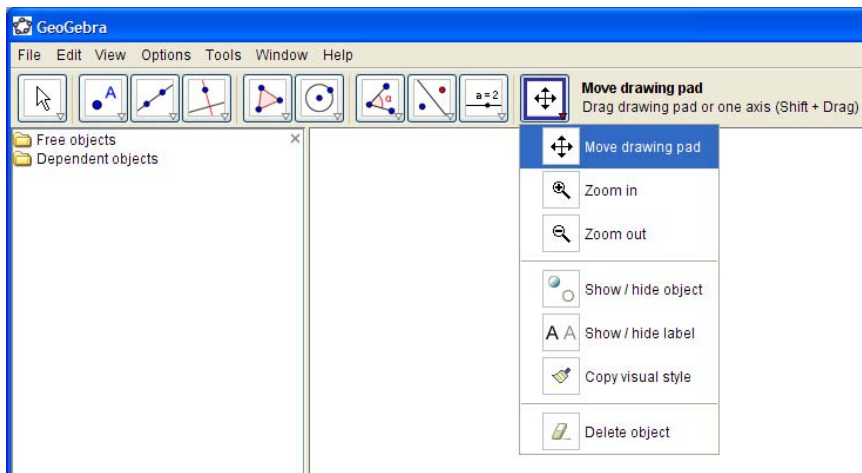 GeoGebra
File Edit View Options Tools Window Help
A
α
a=2
Move drawing pad
Drag drawing pad or one axis (Shift + Drag)
Free objects
Dependent objects
Move drawing pad
Zoom in
Zoom out
Show / hide object
A A Show / hide label
Copy visual style
Delete object